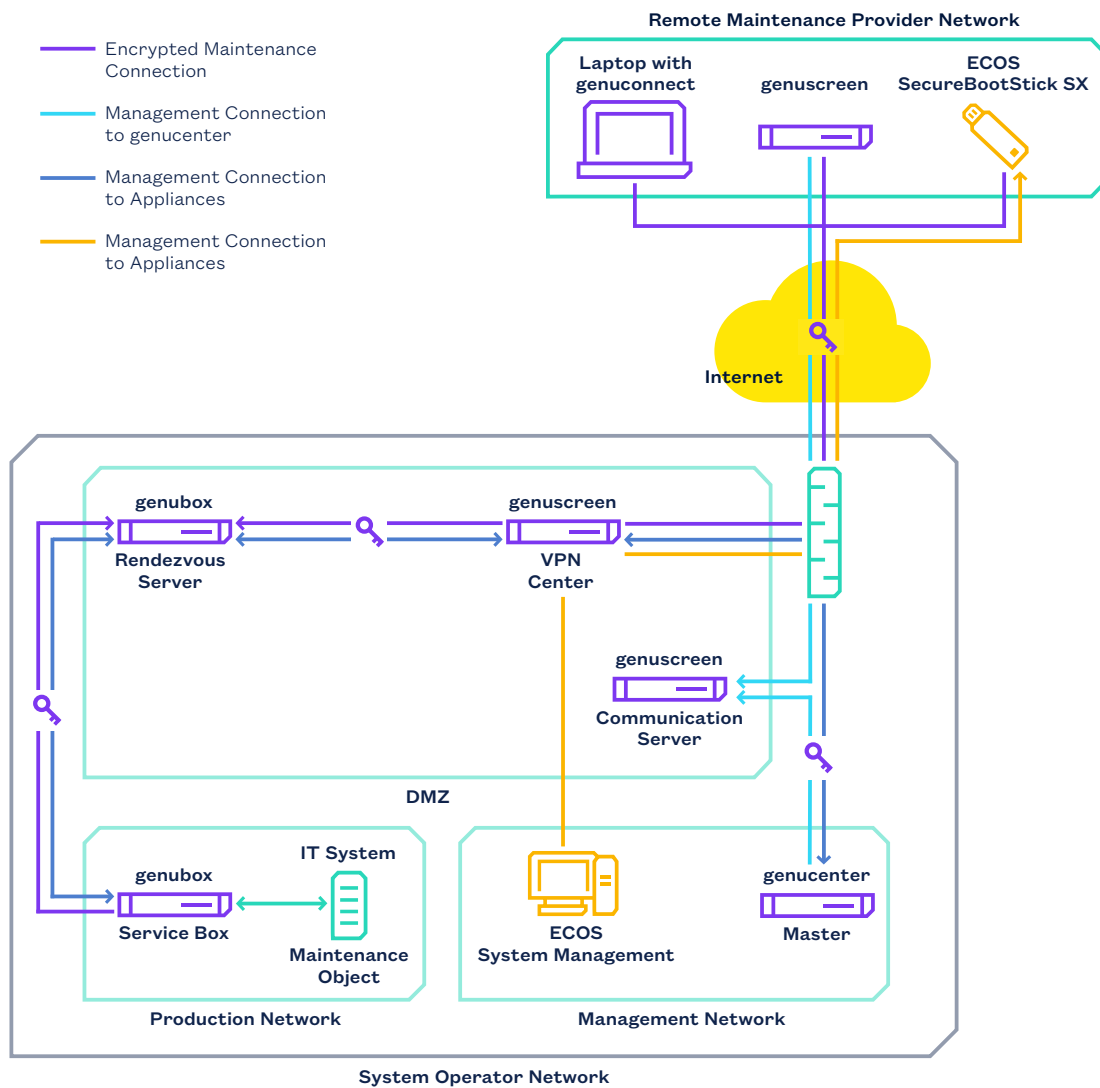 Remote Maintenance Provider Network
Encrypted Maintenance
Connection
Management Connection
to genucenter
Management Connection
to Appliances
Management Connection
to Appliances
Laptop with
genuconnect
genuscreen
ECOS
SecureBootStick SX
Internet
genubox
Rendezvous
Server
genuscreen
VPN
Center
genuscreen
Communication
Server
DMZ
genubox
Service Box
IT System
Maintenance
Object
Production Network
ECOS
System Management
genucenter
Master
Management Network
System Operator Network